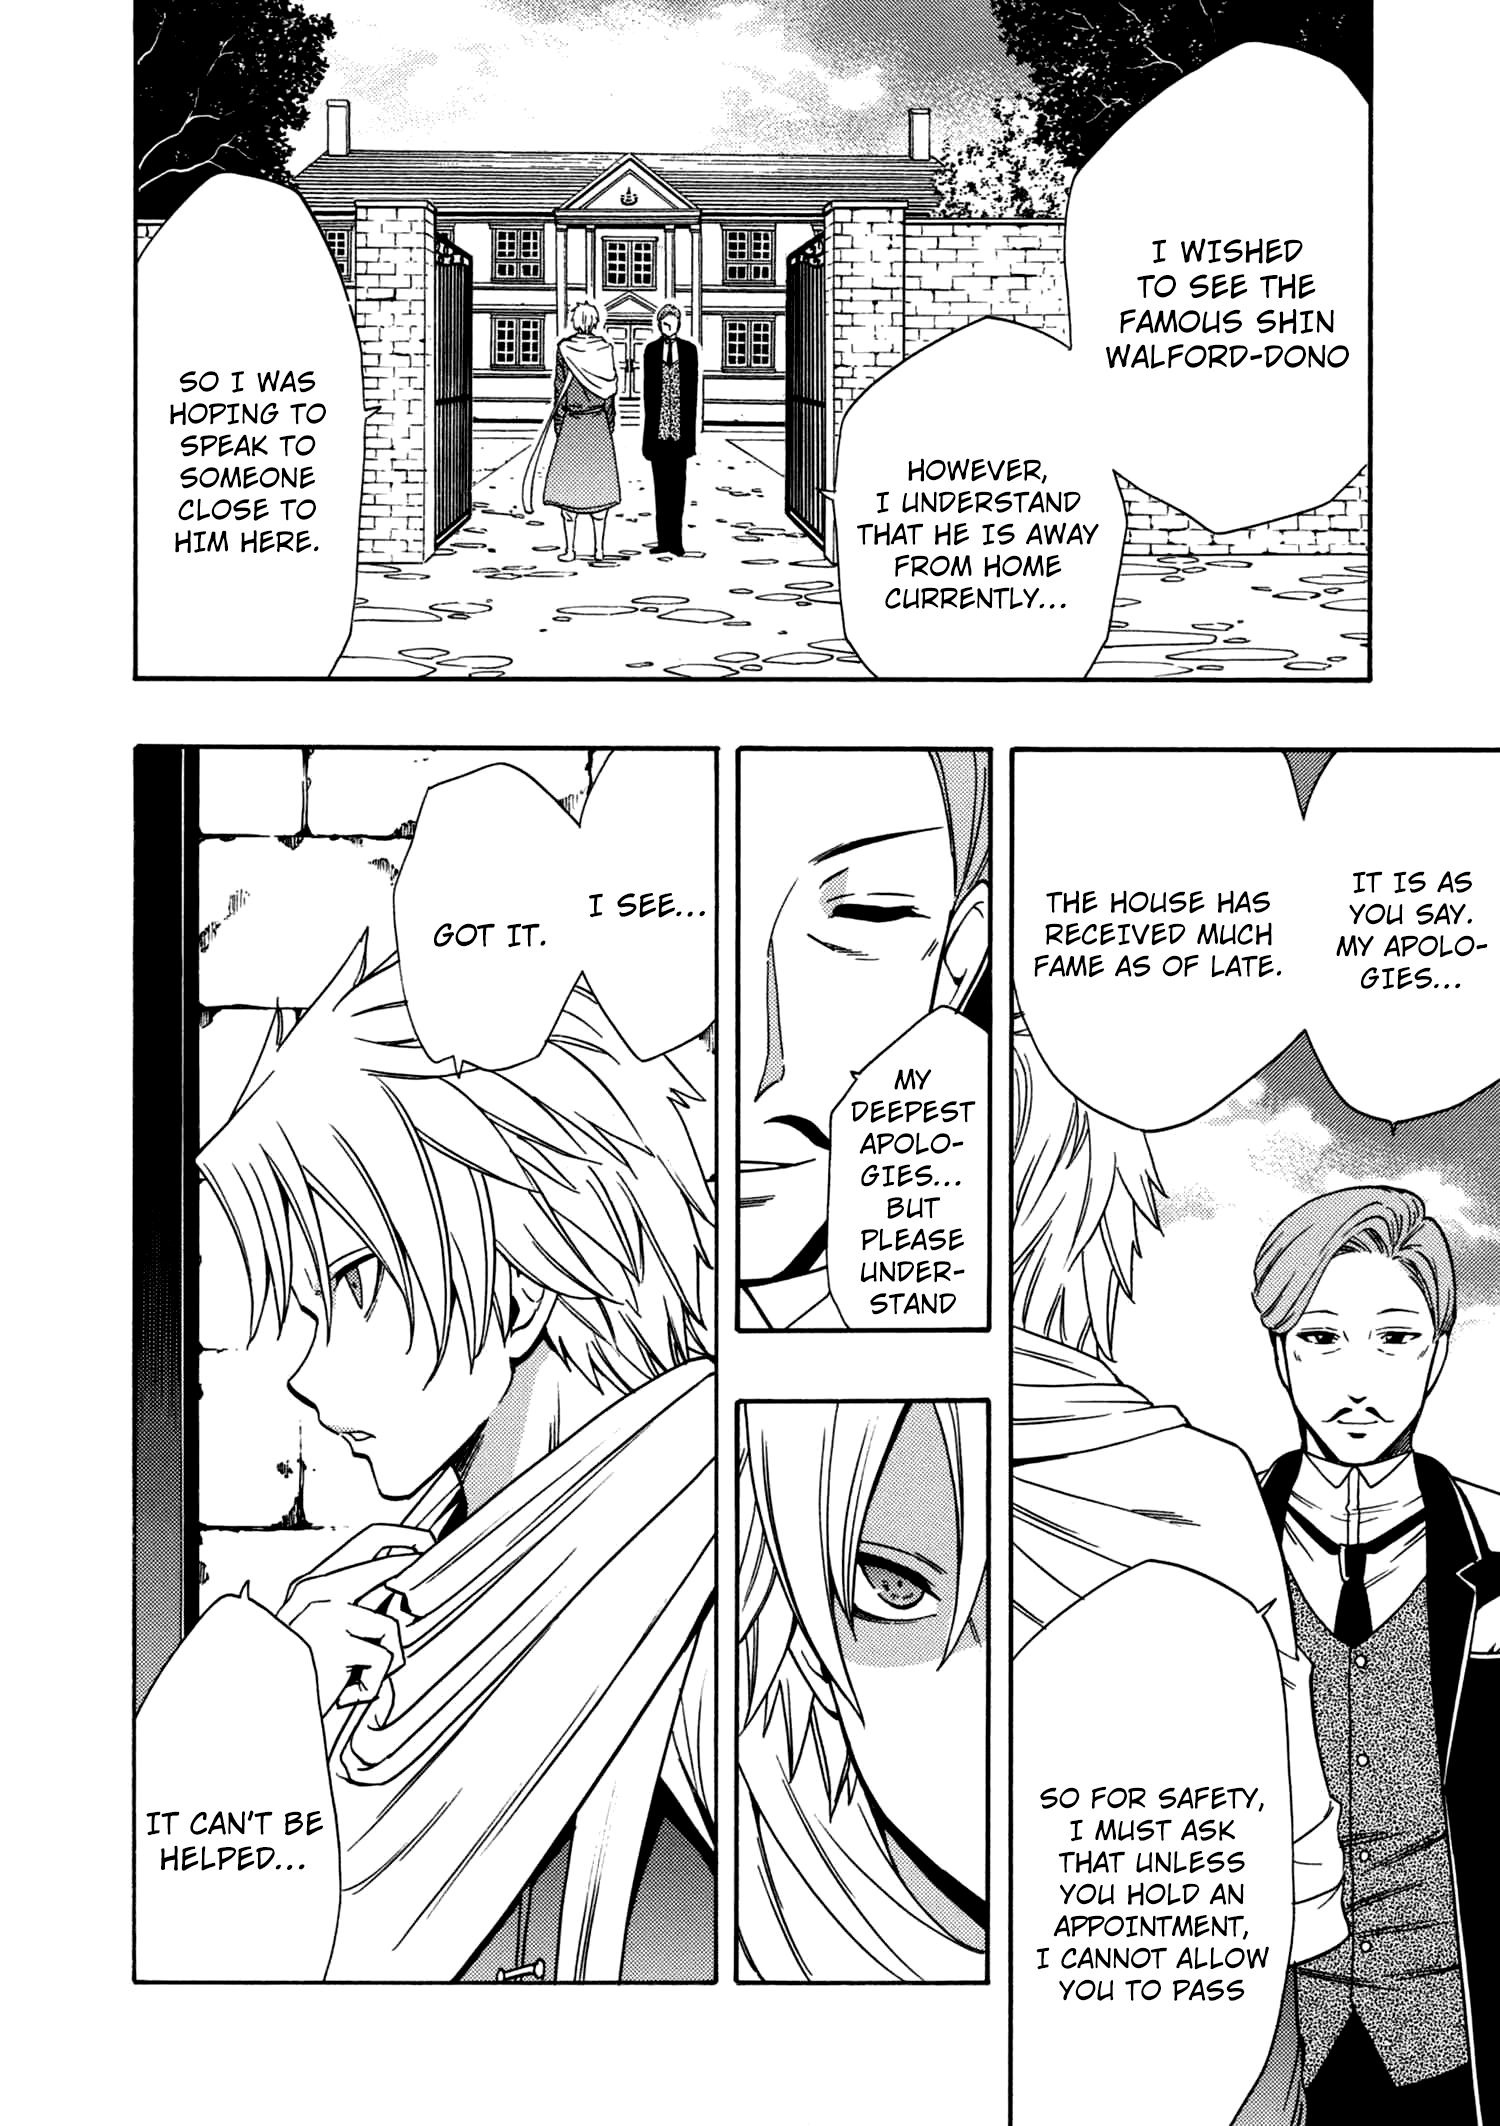 I WISHED
TO SEE THE
FAMOUS SHIN
WALFORD-DONO
HOWEVER,
I UNDERSTAND
THAT HE IS AWAY
FROM HOME
CURRENTLY...
SO I WAS
HOPING TO
SPEAK TO
SOMEONE
CLOSE TO
HIM HERE.
IT IS AS
YOU SAY.
MY APOLO-
GIES...
THE HOUSE HAS
RECEIVED MUCH
FAME AS OF LATE.
SO FOR SAFETY,
I MUST ASK
THAT UNLESS
YOU HOLD AN
APPOINTMENT,
I CANNOT ALLOW
YOU TO PASS
MY
DEEPEST
APOLO-
GIES...
BUT
PLEASE
UNDER-
STAND
I SEE...
GOT IT.
IT CAN'T BE
HELPED...